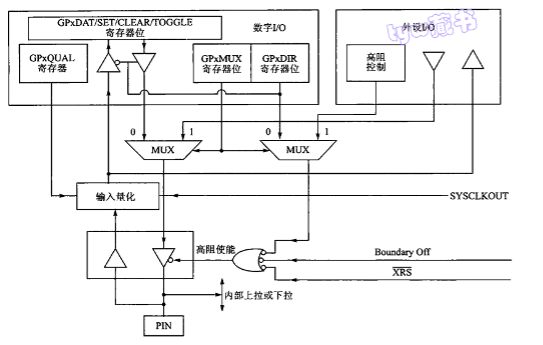 GPxDAT/SET/CLEAR/TOGGLE
寄存器位
数字I/O
外设I/O
GPxQUAL
寄存器
GPxMUX
寄存器位
GPxDIR
寄存器位
高阻
控制
0
1
0
1
MUX
MUX
输入量化
SYSCLKOUT
高阻使能
Boundary Off
XRS
内部上拉或下拉
PIN